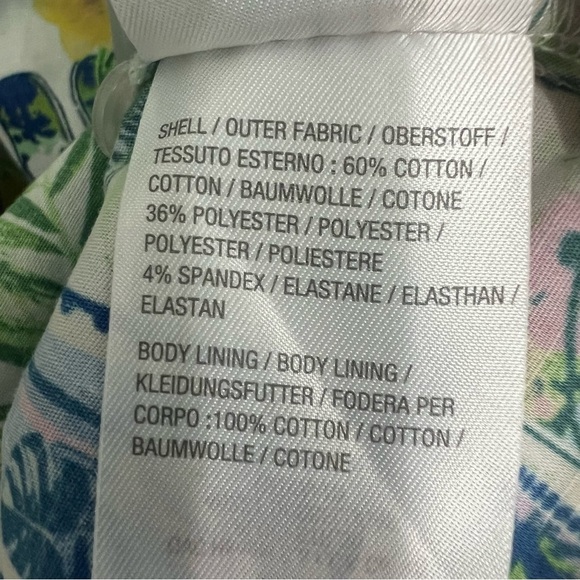 SHELL / OUTER FABRIC / OBERSTOFF /
TESSUTO ESTERNO : 60% COTTON /
COTTON / BAUMWOLLE / COTONE
36% POLYESTER / POLYESTER /
POLYESTER / POLIESTERE
4% SPANDEX / ELASTANE / ELASTHAN /
ELASTAN
BODY LINING / BODY LINING /
KLEIDUNGSFUTTER / FODERA PER
CORPO :100% COTTON / COTTON /
BAUMWOLLE / COTONE